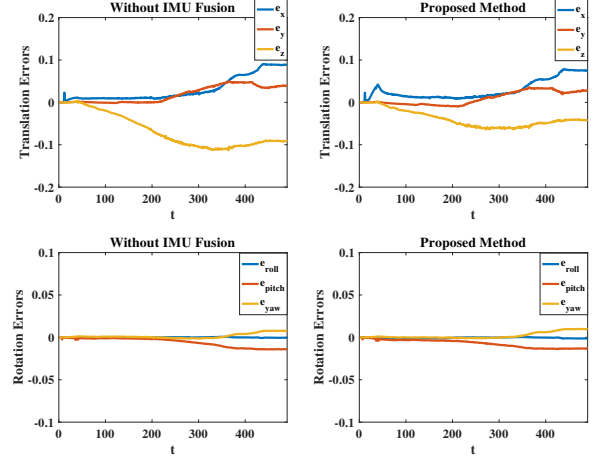 Without IMU Fusion
Proposed Method
0.2
0.1
0
-0.1
-0.2
Translation Errors
0 100 200 300 400
t
e_x
e_y
e_z
0.2
0.1
0
-0.1
-0.2
Translation Errors
0 100 200 300 400
t
e_x
e_y
e_z
Without IMU Fusion
Proposed Method
0.1
0.05
0
-0.05
-0.1
Rotation Errors
0 100 200 300 400
t
e_roll
e_pitch
e_yaw
0.1
0.05
0
-0.05
-0.1
Rotation Errors
0 100 200 300 400
t
e_roll
e_pitch
e_yaw